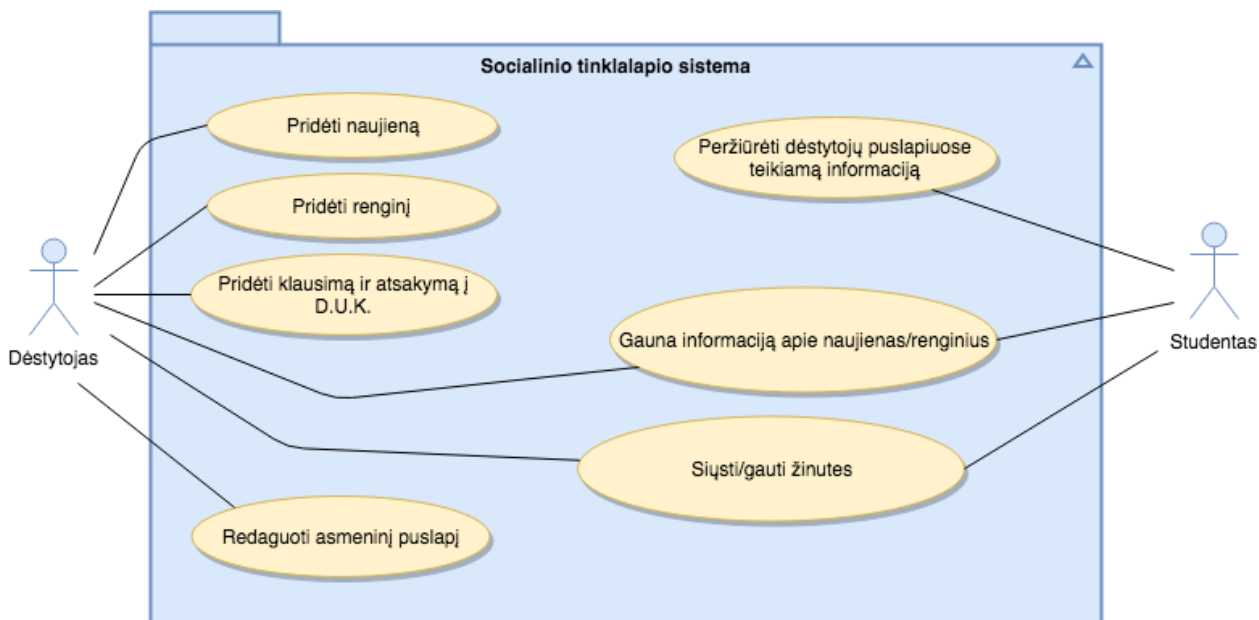 Socialinio tinklalapio sistema
Pridėti naujieną
Peržiūrėti dėstytojų puslapiuose
teikiamą informaciją
Pridėti renginį
Pridėti klausimą ir atsakymą į
D.U.K.
Dėstytojas
Gauna informaciją apie naujienas/renginius
Studentas
Siųsti/gauti žinutes
Redaguoti asmeninį puslapį